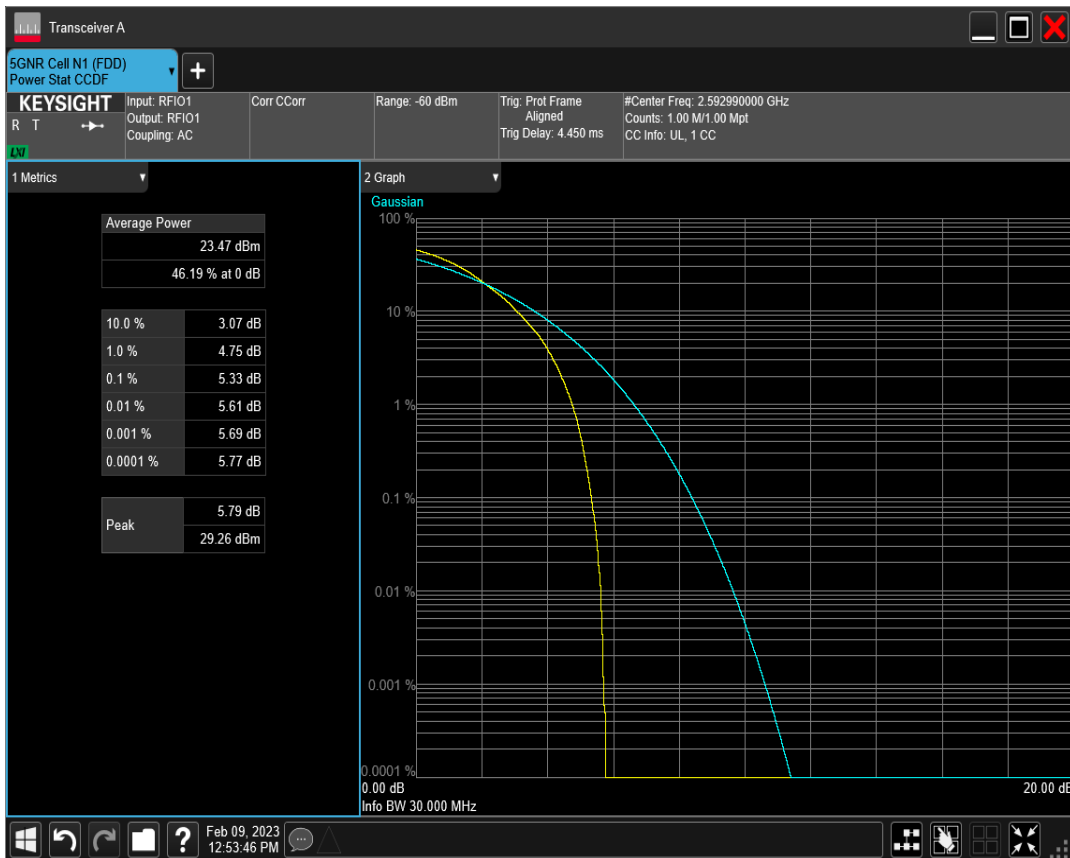 Transceiver A
5GNR Cell N1 (FDD)
Power Stat CCDF
KEYSIGHT
R T
LXI
Input: RFIO1
Output: RFIO1
Coupling: AC
Corr CCorr
Range: -60 dBm
Trig: Prot Frame
Aligned
Trig Delay: 4.450 ms
#Center Freq: 2.592990000 GHz
Counts: 1.00 M/1.00 Mpt
CC Info: UL, 1 CC
1 Metrics
Average Power
23.47 dBm
46.19 % at 0 dB
10.0 % 3.07 dB
1.0 % 4.75 dB
0.1 % 5.33 dB
0.01 % 5.61 dB
0.001 % 5.69 dB
0.0001 % 5.77 dB
Peak
5.79 dB
29.26 dBm
2 Graph
Gaussian
100 %
10 %
1 %
0.1 %
0.01 %
0.001 %
0.0001 %
0.00 dB
20.00 dB
Info BW 30.000 MHz
?
Feb 09, 2023
12:53:46 PM